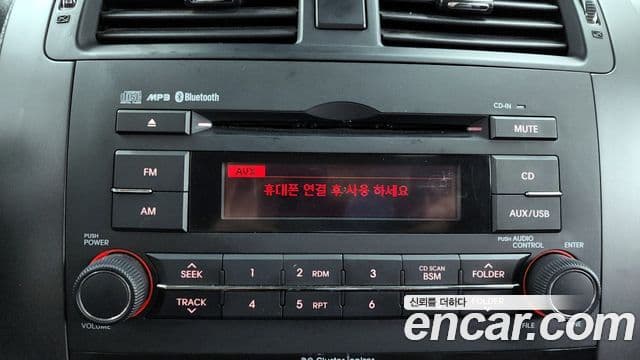 MP3 Bluetooth CD-IN
MUTE
AUX
휴대폰 연결 후 사용 하세요
FM CD
AM AUX/USB
PUSH POWER PUSH AUDIO CONTROL ENTER
SEEK 1 2 RDM 3 CD SCAN BSM FOLDER
TRACK 4 5 RPT 6 FOLDER
VOLUME FILE
신뢰를 더하다
encar.com